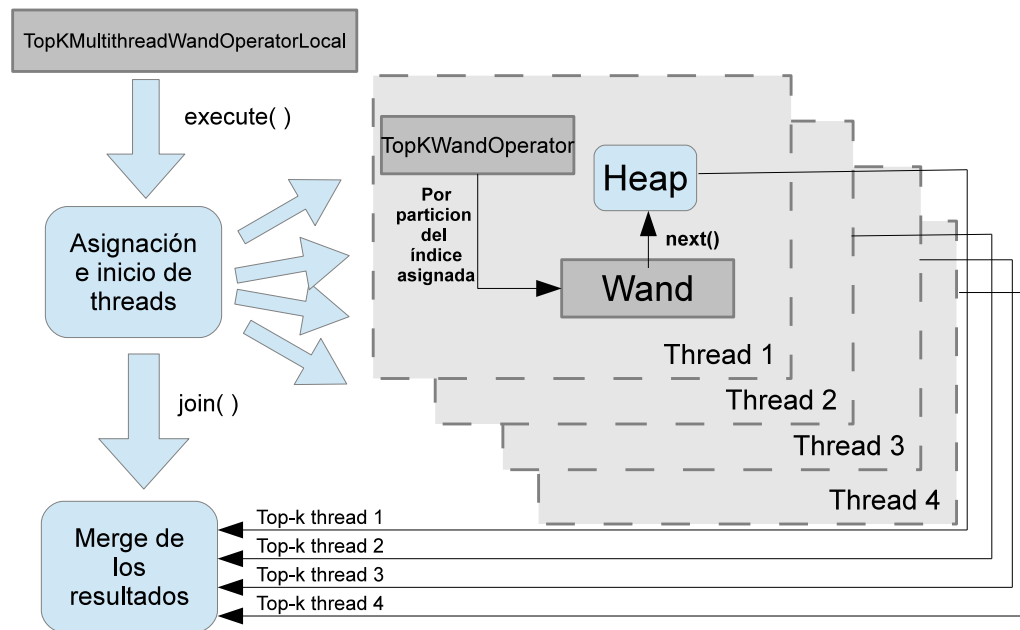 TopKMultithreadWandOperatorLocal
execute( )
Asignación
e inicio de
threads
join( )
Merge de
los
resultados
TopKWandOperator
Por
particion
del
índice
asignada
Heap
next()
Wand
Thread 1
Thread 2
Thread 3
Thread 4
Top-k thread 1
Top-k thread 2
Top-k thread 3
Top-k thread 4